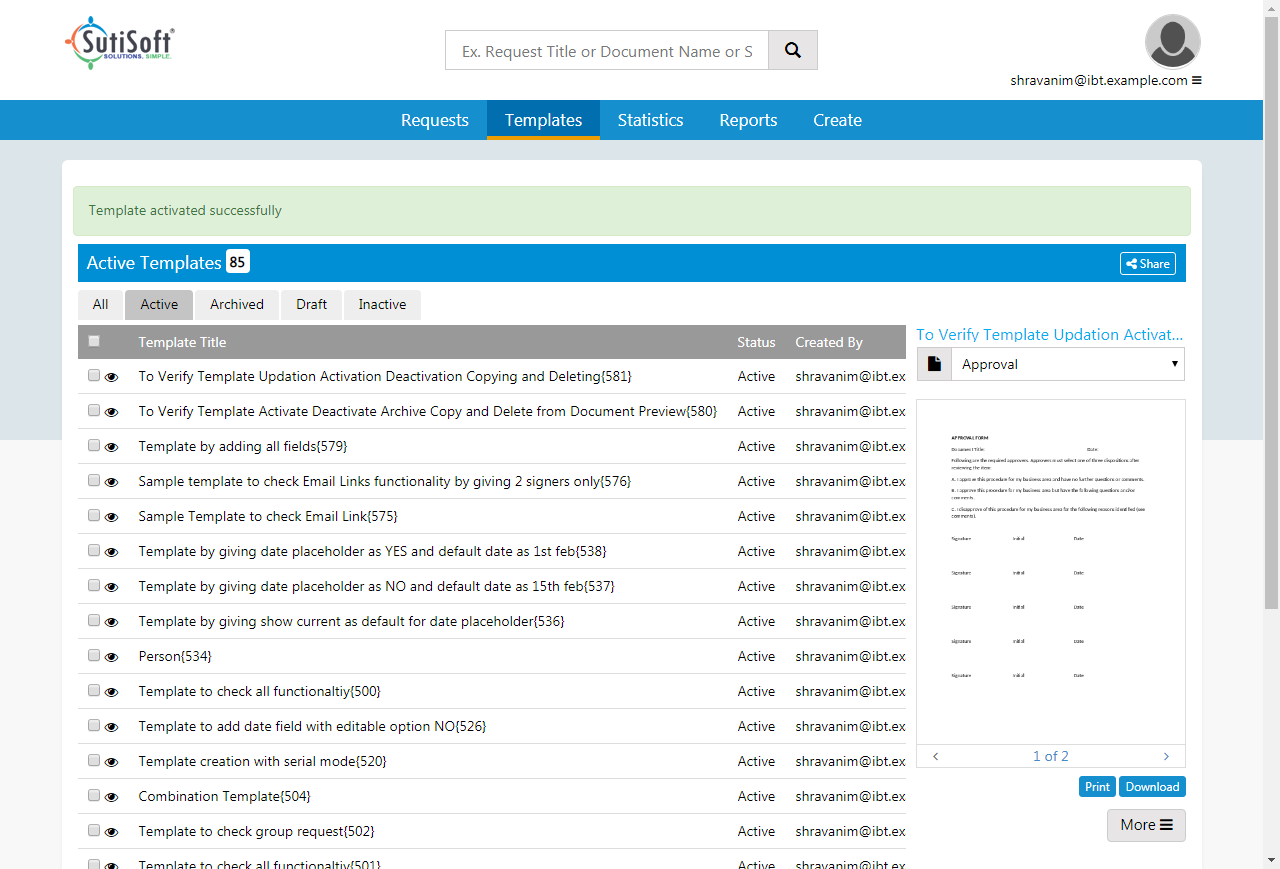 SutiSoft®
SOLUTIONS. SIMPLE.
Ex. Request Title or Document Name or S
shravanim@ibt.example.com
Requests Templates Statistics Reports Create
Template activated successfully
Active Templates 85
Share
All Active Archived Draft Inactive
Template Title Status Created By
To Verify Template Updation Activation Deactivation Copying and Deleting{581} Active shravanim@ibt.ex
To Verify Template Activate Deactivate Archive Copy and Delete from Document Preview{580} Active shravanim@ibt.ex
Template by adding all fields{579} Active shravanim@ibt.ex
Sample template to check Email Links functionality by giving 2 signers only{576} Active shravanim@ibt.ex
Sample Template to check Email Link{575} Active shravanim@ibt.ex
Template by giving date placeholder as YES and default date as 1st feb{538} Active shravanim@ibt.ex
Template by giving date placeholder as NO and default date as 15th feb{537} Active shravanim@ibt.ex
Template by giving show current as default for date placeholder{536} Active shravanim@ibt.ex
Person{534} Active shravanim@ibt.ex
Template to check all functionaltiy{500} Active shravanim@ibt.ex
Template to add date field with editable option NO{526} Active shravanim@ibt.ex
Template creation with serial mode{520} Active shravanim@ibt.ex
Combination Template{504} Active shravanim@ibt.ex
Template to check group request{502} Active shravanim@ibt.ex
Template to check all functionaltiy{501} Active shravanim@ibt.ex
To Verify Template Updation Activat...
Approval
APPROVAL FORM
Document Title: Date:
Following are the required approvers. Approvers must select one of three dispositions after
reviewing the item:
A. I approve this procedure for my business area and have no further questions or comments.
B. I approve this procedure for my business area but have the following questions and/or
comments.
C. I disapprove of this procedure for my business area for the following reasons identified (see
comments).
Signature Initial Date
Signature Initial Date
Signature Initial Date
Signature Initial Date
Signature Initial Date
1 of 2
Print Download
More